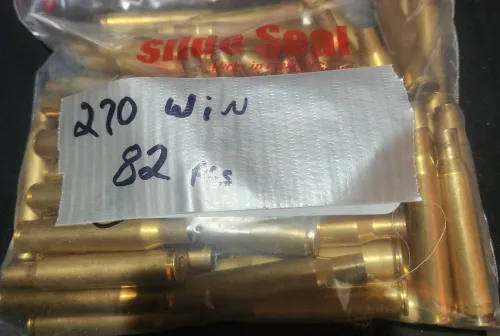 Slide Seal
270 WIN
82 Pcs